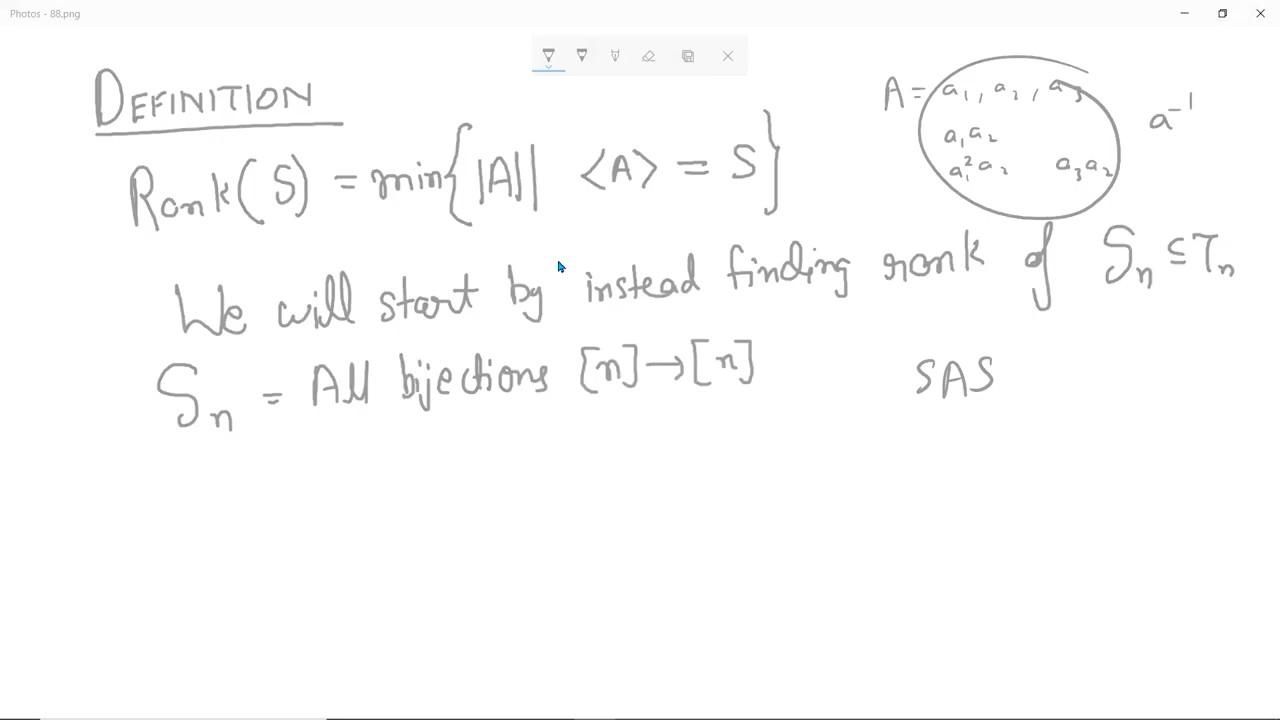 Photos - 88.png
DEFINITION
Rank(S) = min{|A|| <A> = S}
A = a₁, a₂, a₃
a₁a₂
a₁²a₂ a₃a₂
a⁻¹
We will start by instead finding rank of Sₙ ⊆ Tₙ
Sₙ = All bijections [n]→[n]
SAS